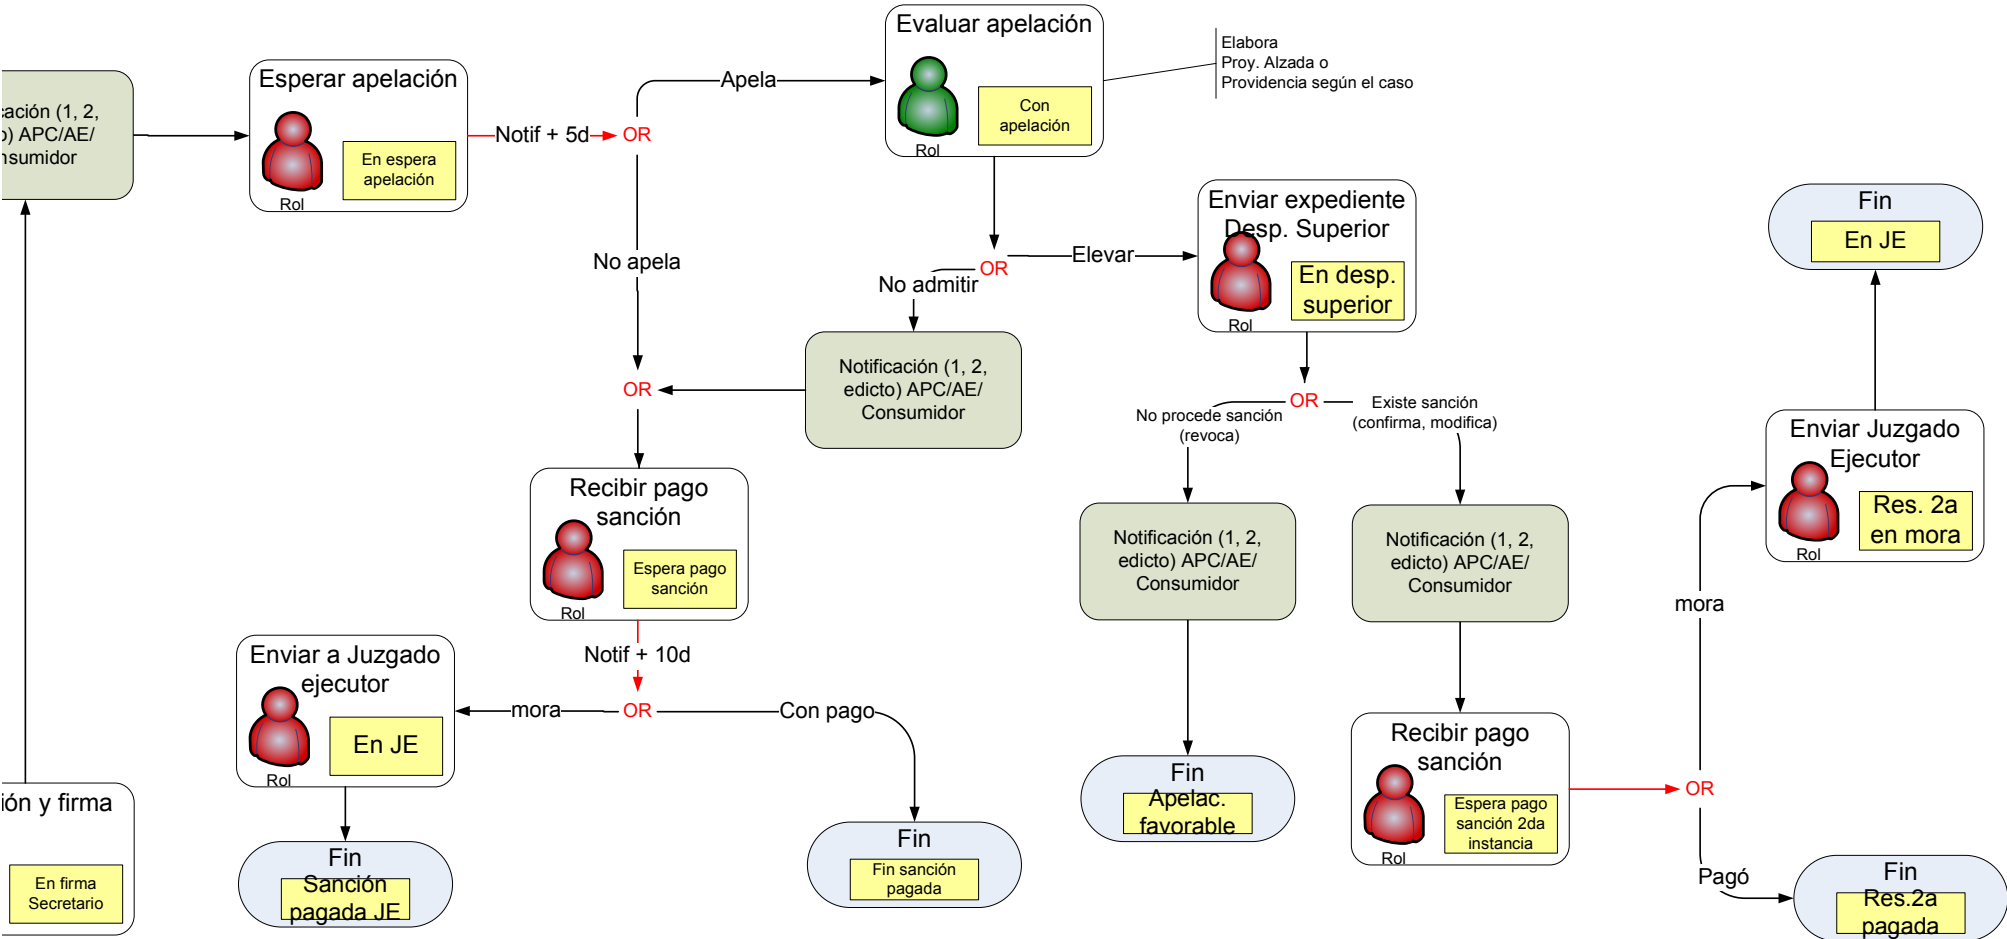 cación (1, 2,
o) APC/AE/
nsumidor
Esperar apelación
En espera
apelación
Rol
Notif + 5d
OR
Apela
No apela
Evaluar apelación
Con
apelación
Rol
Elabora
Proy. Alzada o
Providencia según el caso
OR
No admitir
Elevar
Enviar expediente
Desp. Superior
En desp.
superior
Rol
Notificación (1, 2,
edicto) APC/AE/
Consumidor
OR
Recibir pago
sanción
Espera pago
sanción
Rol
Notif + 10d
OR
mora
Con pago
Enviar a Juzgado
ejecutor
En JE
Rol
Fin
Sanción
pagada JE
Fin
Fin sanción
pagada
OR
No procede sanción
(revoca)
Existe sanción
(confirma, modifica)
Notificación (1, 2,
edicto) APC/AE/
Consumidor
Notificación (1, 2,
edicto) APC/AE/
Consumidor
Fin
Apelac.
favorable
Recibir pago
sanción
Espera pago
sanción 2da
instancia
Rol
OR
mora
Pagó
Enviar Juzgado
Ejecutor
Res. 2a
en mora
Rol
Fin
En JE
Fin
Res.2a
pagada
ión y firma
En firma
Secretario